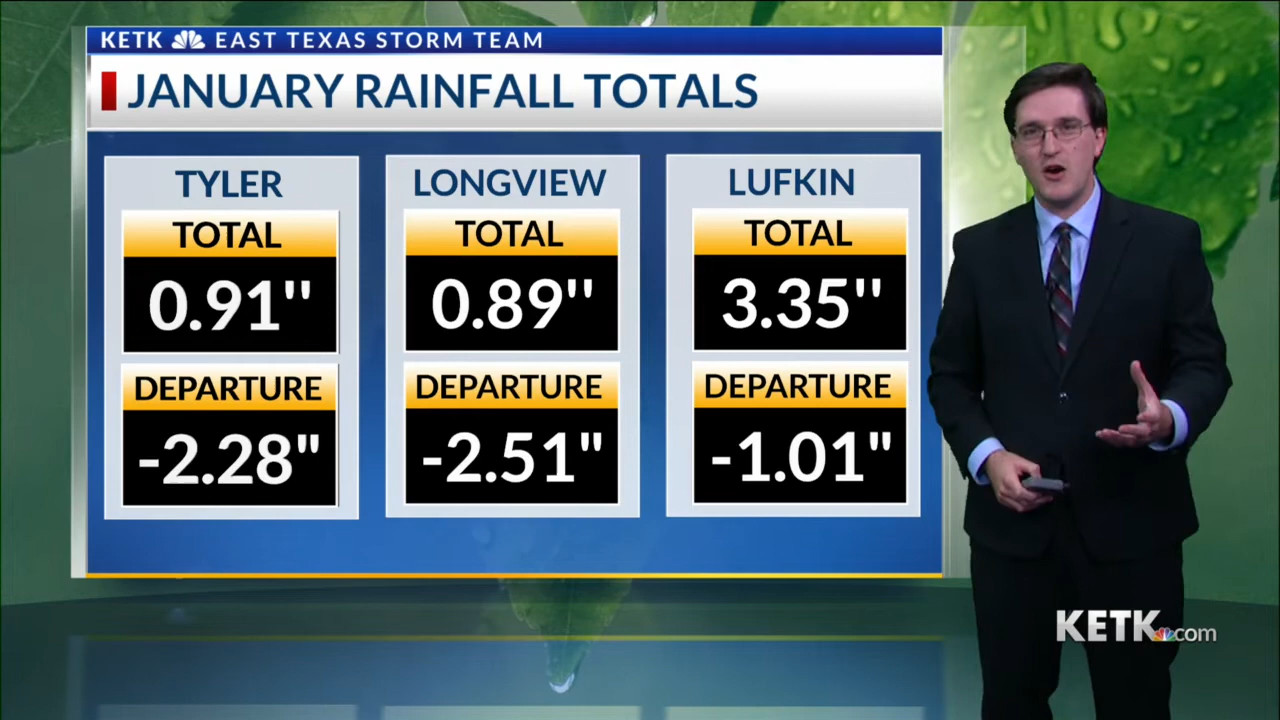 KETK EAST TEXAS STORM TEAM
JANUARY RAINFALL TOTALS
TYLER
TOTAL
0.91''
DEPARTURE
-2.28"
LONGVIEW
TOTAL
0.89''
DEPARTURE
-2.51"
LUFKIN
TOTAL
3.35''
DEPARTURE
-1.01"
KETK.com